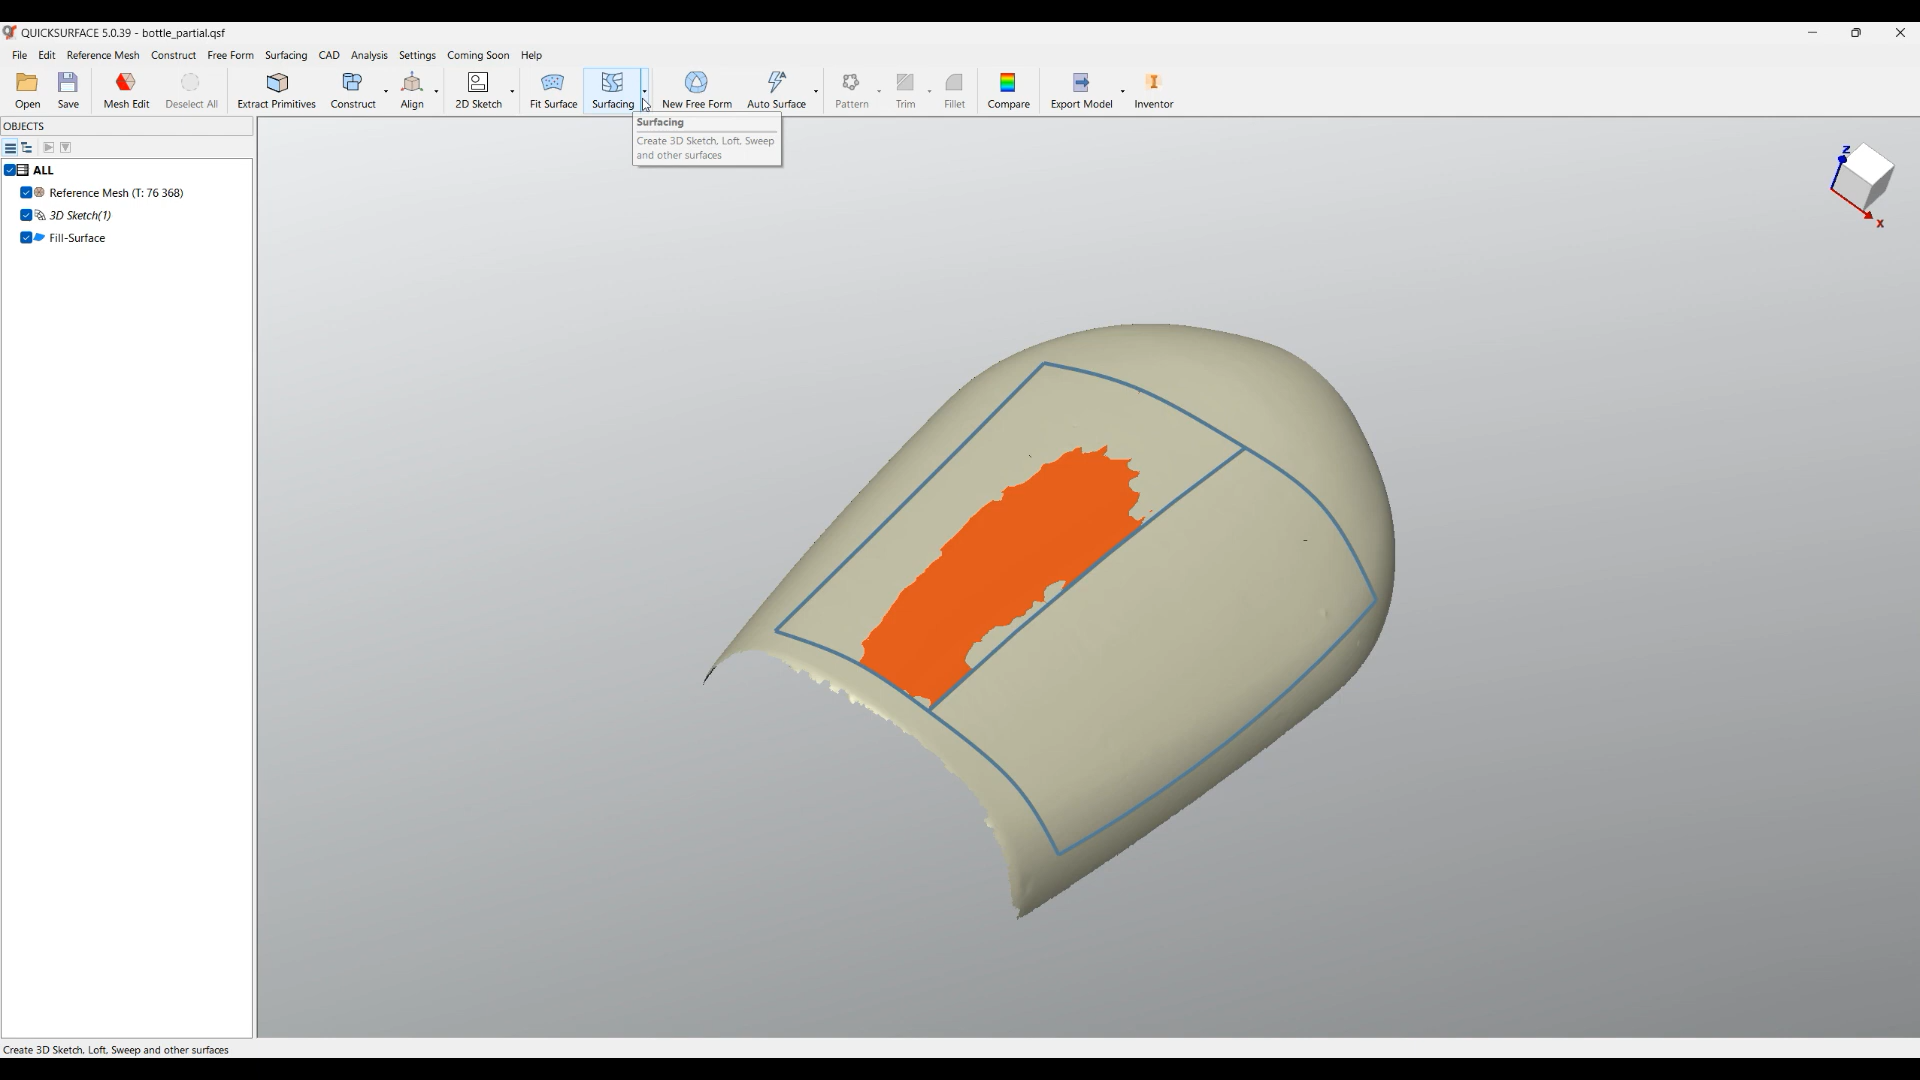 QUICKSURFACE 5.0.39 - bottle_partial.qsf
File Edit Reference Mesh Construct Free Form Surfacing CAD Analysis Settings Coming Soon Help
Open Save Mesh Edit Deselect All Extract Primitives Construct Align 2D Sketch Fit Surface Surfacing New Free Form Auto Surface Pattern Trim Fillet Compare Export Model Inventor
OBJECTS
Surfacing
Create 3D Sketch, Loft, Sweep
and other surfaces
ALL
Reference Mesh (T: 76 368)
3D Sketch(1)
Fill-Surface
Z
X
Create 3D Sketch, Loft, Sweep and other surfaces